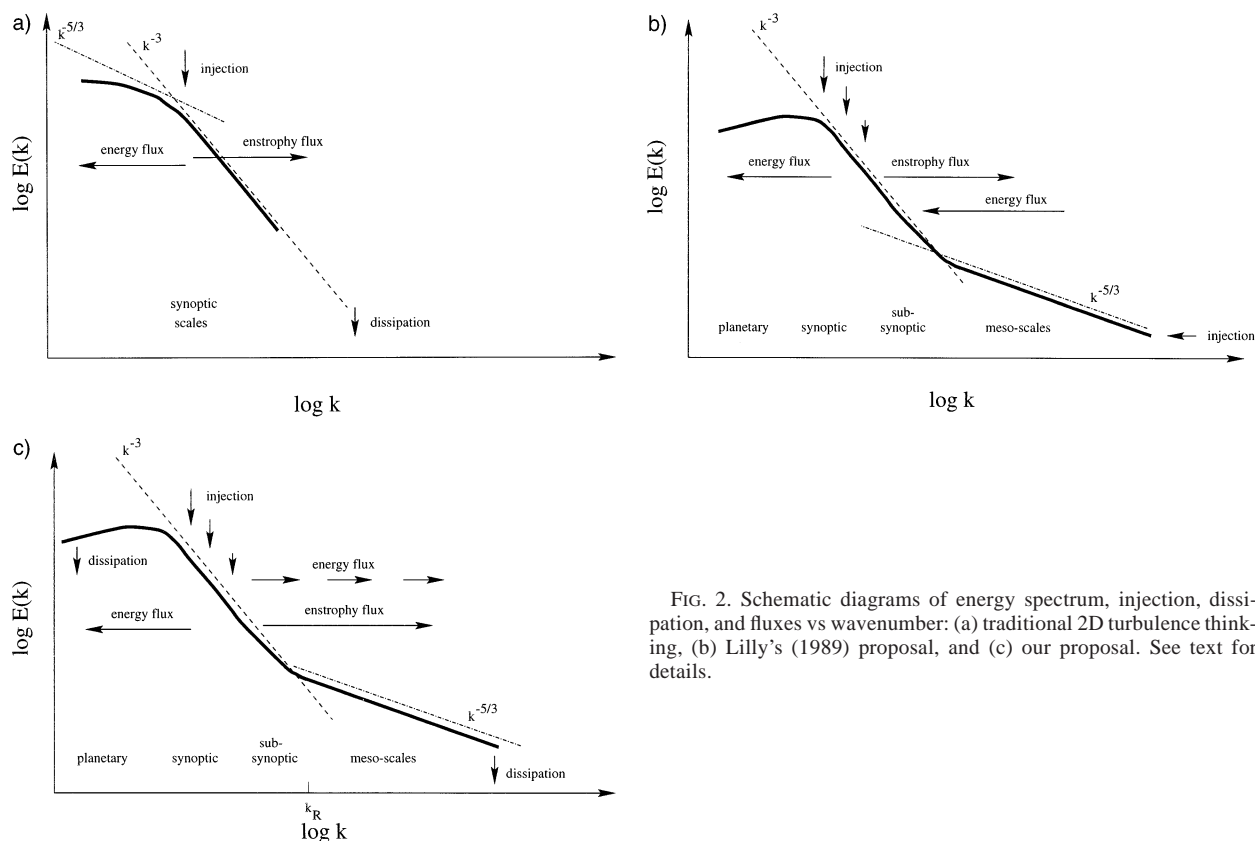 a)
k-5/3
k-3
injection
enstrophy flux
energy flux
log E(k)
synoptic
scales
dissipation
log k
b)
k-3
injection
energy flux
enstrophy flux
energy flux
log E(k)
k-5/3
sub-
planetary synoptic synoptic meso-scales
injection
log k
c)
k-3
injection
dissipation
energy flux
energy flux
enstrophy flux
log E(k)
k-5/3
sub-
planetary synoptic synoptic meso-scales
dissipation
kR
log k
FIG. 2. Schematic diagrams of energy spectrum, injection, dissi-
pation, and fluxes vs wavenumber: (a) traditional 2D turbulence think-
ing, (b) Lilly's (1989) proposal, and (c) our proposal. See text for
details.